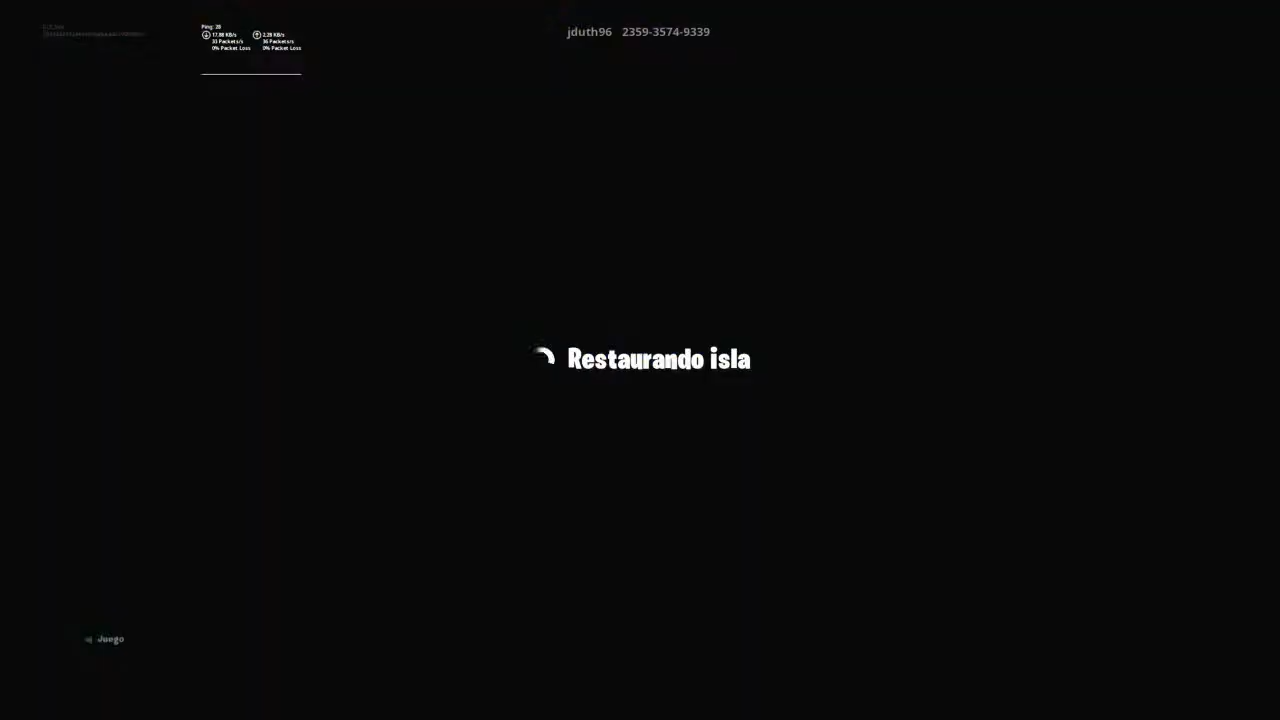 Ping: 28
17.88 KB/s 2.28 KB/s
33 Packets/s 36 Packets/s
0% Packet Loss 0% Packet Loss
jduth96 2359-3574-9339
Restaurando isla
Juego